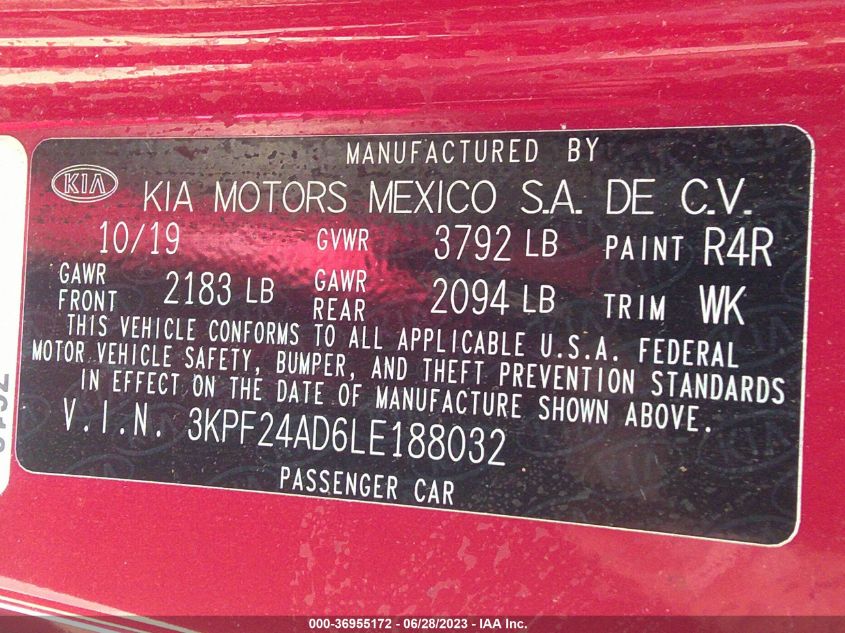 MANUFACTURED BY
KIA
KIA MOTORS MEXICO S.A. DE C.V.
10/19 GVWR 3792 LB PAINT R4R
GAWR FRONT 2183 LB GAWR REAR 2094 LB TRIM WK
THIS VEHICLE CONFORMS TO ALL APPLICABLE U.S.A. FEDERAL
MOTOR VEHICLE SAFETY, BUMPER, AND THEFT PREVENTION STANDARDS
IN EFFECT ON THE DATE OF MANUFACTURE SHOWN ABOVE.
V.I.N. 3KPF24AD6LE188032
PASSENGER CAR
000-36955172 - 06/28/2023 - IAA Inc.